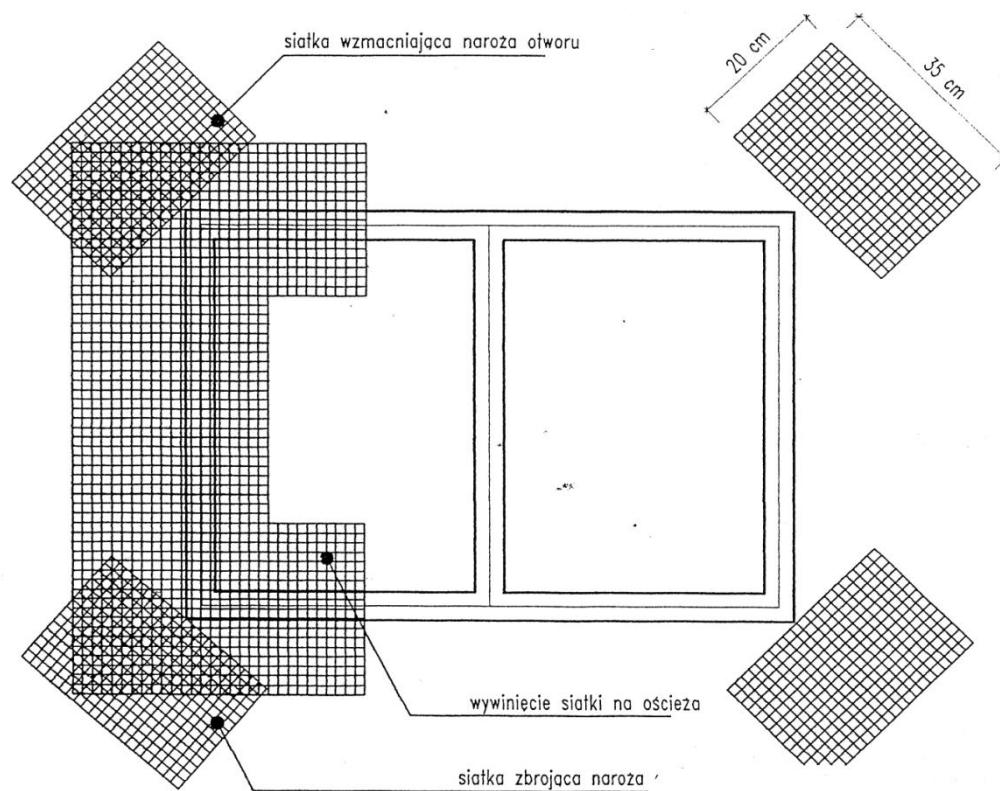 siatka wzmacniająca naroża otworu
20 cm
35 cm
wywinięcie siatki na ościeża
siatka zbrojąca naroża